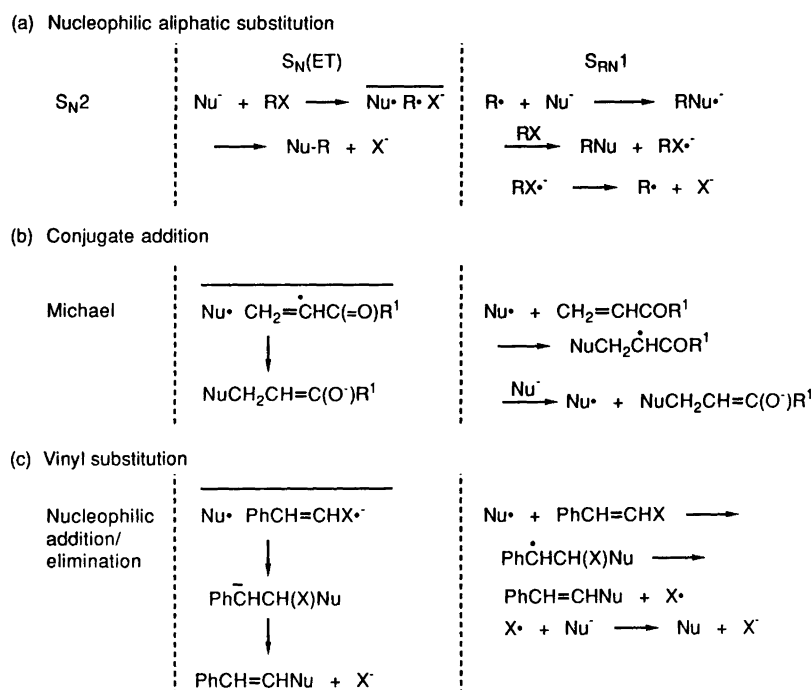 (a) Nucleophilic aliphatic substitution
S_N(ET) S_RN1
S_N2 Nu⁻ + RX ⟶ Nu• R• X⁻ R• + Nu⁻ ⟶ RNu•⁻
⟶ Nu-R + X⁻ RX⟶ RNu + RX•⁻
RX•⁻ ⟶ R• + X⁻
(b) Conjugate addition
Michael Nu• CH₂=ĊHC(=O)R¹ Nu• + CH₂=CHCOR¹
↓ ⟶ NuCH₂ĊHCOR¹
NuCH₂CH=C(O⁻)R¹ Nu⁻⟶ Nu• + NuCH₂CH=C(O⁻)R¹
(c) Vinyl substitution
Nucleophilic Nu• PhCH=CHX•⁻ Nu• + PhCH=CHX ⟶
addition/ ↓ PhĊHCH(X)Nu ⟶
elimination PhC̄HCH(X)Nu PhCH=CHNu + X•
↓ X• + Nu⁻ ⟶ Nu + X⁻
PhCH=CHNu + X⁻